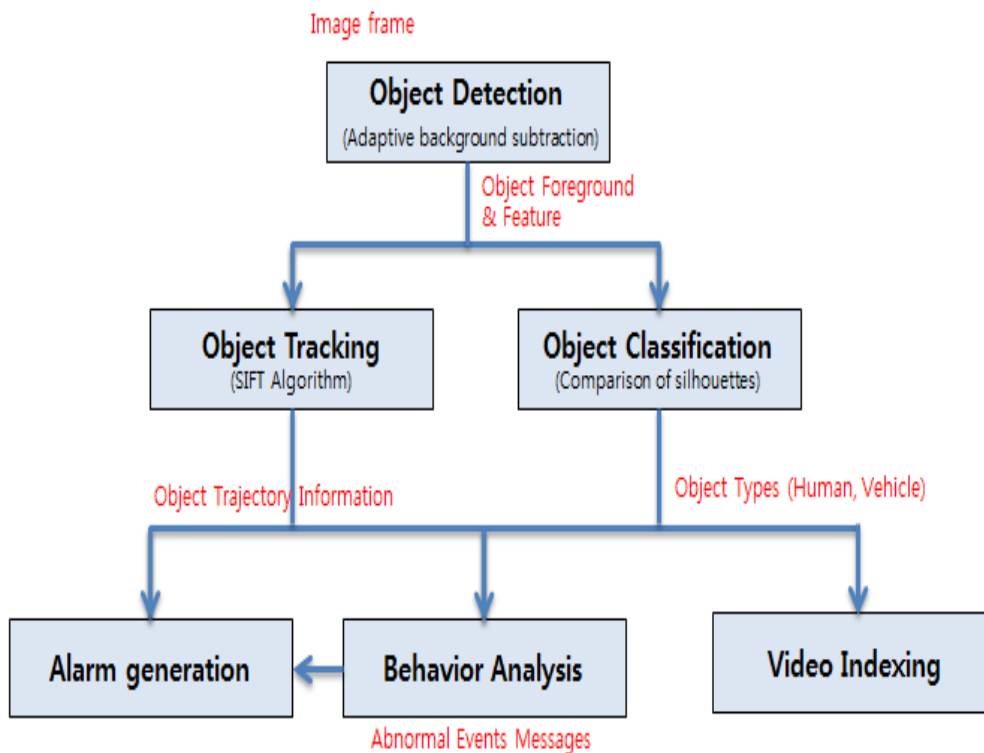 Image frame
Object Detection
(Adaptive background subtraction)
Object Foreground
& Feature
Object Tracking
(SIFT Algorithm)
Object Classification
(Comparison of silhouettes)
Object Trajectory Information
Object Types (Human, Vehicle)
Alarm generation
Behavior Analysis
Video Indexing
Abnormal Events Messages